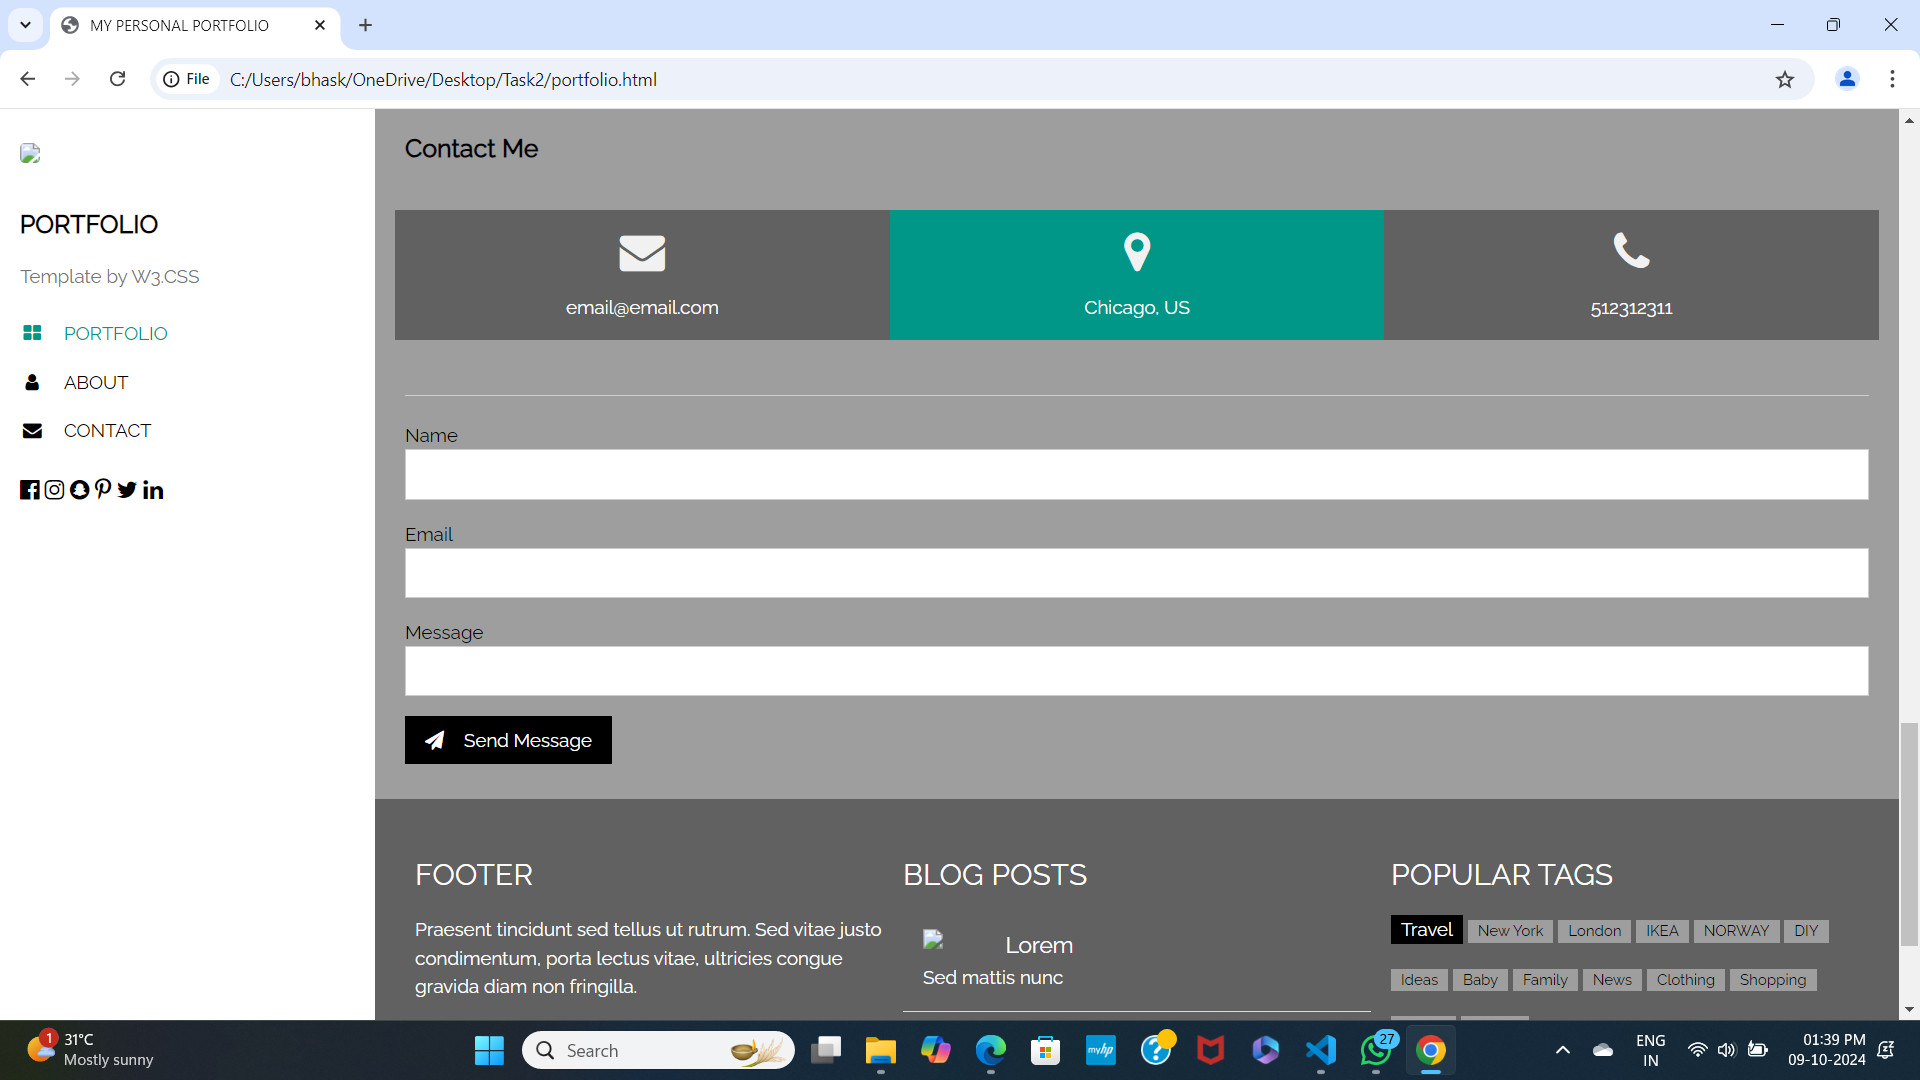 MY PERSONAL PORTFOLIO
File
C:/Users/bhask/OneDrive/Desktop/Task2/portfolio.html
PORTFOLIO
Template by W3.CSS
PORTFOLIO
ABOUT
CONTACT
Contact Me
email@email.com
Chicago, US
512312311
Name
Email
Message
Send Message
FOOTER
Praesent tincidunt sed tellus ut rutrum. Sed vitae justo
condimentum, porta lectus vitae, ultricies congue
gravida diam non fringilla.
BLOG POSTS
Lorem
Sed mattis nunc
POPULAR TAGS
Travel New York London IKEA NORWAY DIY
Ideas Baby Family News Clothing Shopping
1
31°C
Mostly sunny
Search
myhp
27
ENG
IN
01:39 PM
09-10-2024